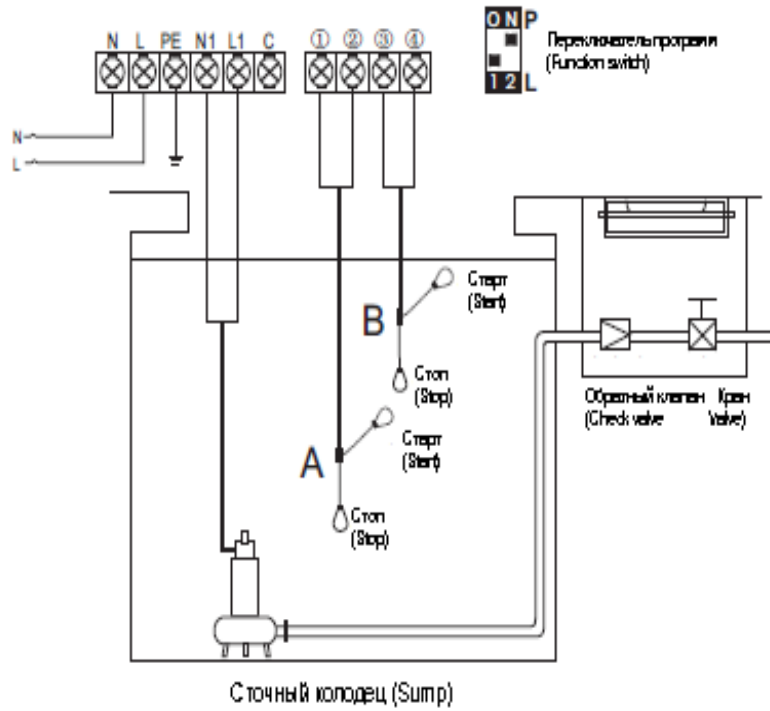 N L PE N1 L1 C ① ② ③ ④
ON P
1 2 L
Переключатель программ
(Function switch)
N
L
Старт
(Start)
B
Стоп
(Stop)
Старт
(Start)
A
Стоп
(Stop)
Обратный клапан Кран
(Check valve Valve)
Сточный колодец (Sump)